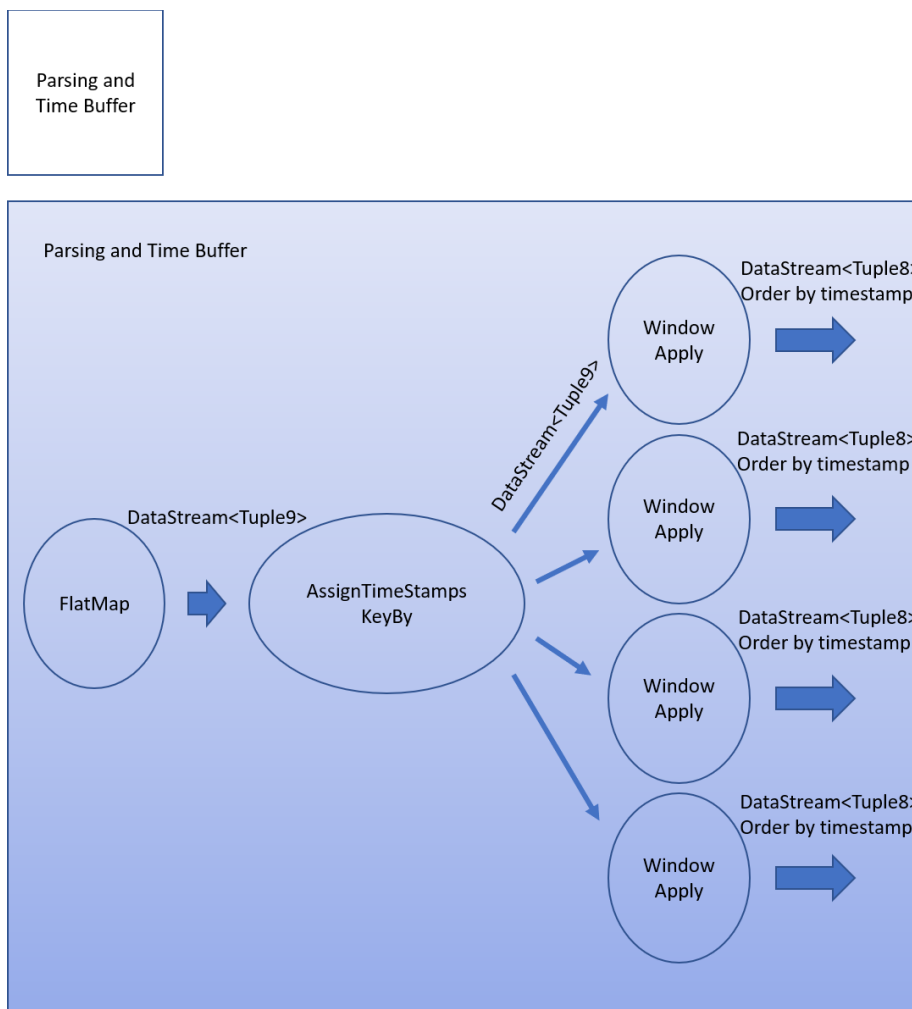 Parsing and
Time Buffer
Parsing and Time Buffer
DataStream<Tuple8>
Order by timestamp
Window
Apply
DataStream<Tuple9>
DataStream<Tuple8>
Order by timestamp
Window
Apply
DataStream<Tuple9>
FlatMap
AssignTimeStamps
KeyBy
DataStream<Tuple8>
Order by timestamp
Window
Apply
DataStream<Tuple8>
Order by timestamp
Window
Apply